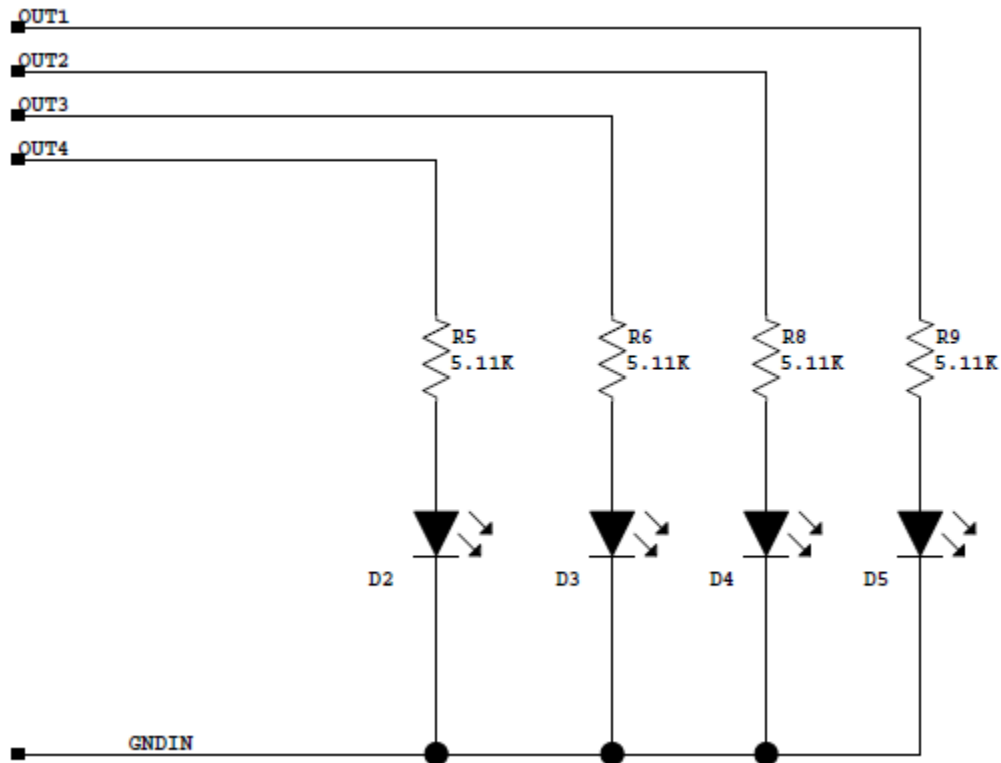 OUT1
OUT2
OUT3
OUT4
R5
5.11K
R6
5.11K
R8
5.11K
R9
5.11K
D2
D3
D4
D5
GNDIN